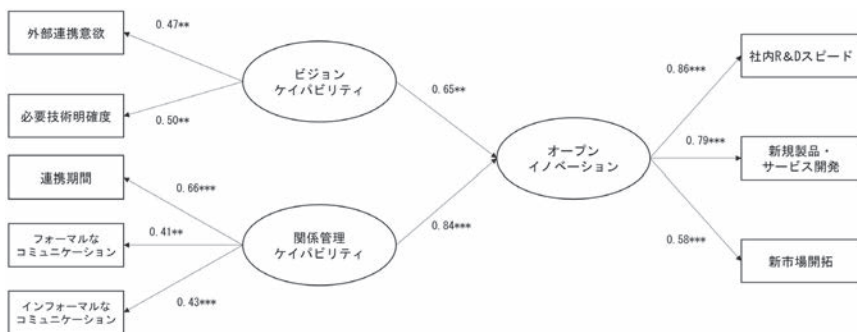 外部連携意欲
0.47**
必要技術明確度
0.50**
ビジョン
ケイパビリティ
0.65**
連携期間
0.66***
フォーマルな
コミュニケーション
0.41**
インフォーマルな
コミュニケーション
0.43***
関係管理
ケイパビリティ
0.84***
オープン
イノベーション
0.86***
社内R&Dスピード
0.79***
新規製品・
サービス開発
0.58***
新市場開拓